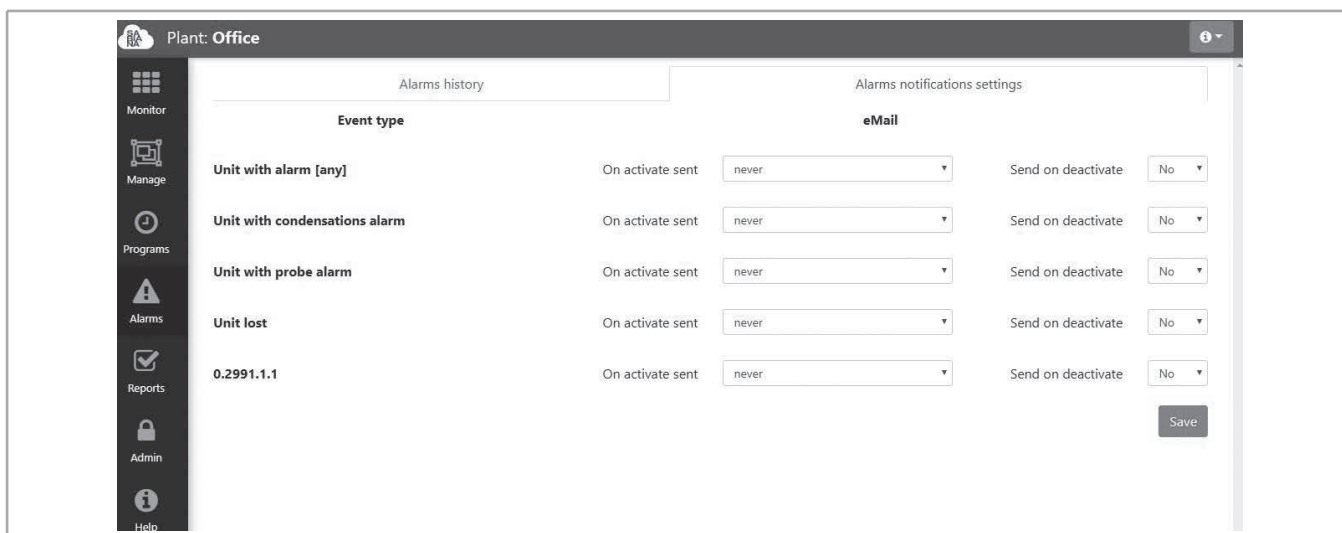 SABIANA
Plant: Office
Alarms history Alarms notifications settings
Monitor
Event type eMail
Manage
Unit with alarm [any] On activate sent never Send on deactivate No
Unit with condensations alarm On activate sent never Send on deactivate No
Programs
Unit with probe alarm On activate sent never Send on deactivate No
Alarms
Unit lost On activate sent never Send on deactivate No
Reports
0.2991.1.1 On activate sent never Send on deactivate No
Save
Admin
Help